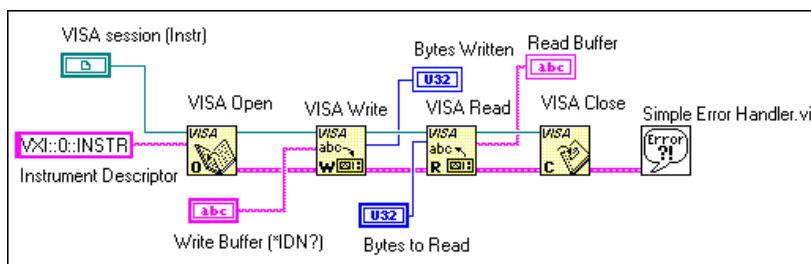 VISA session (Instr)
Bytes Written
Read Buffer
U32
abc
VISA Open
VISA Write
VISA Read
VISA Close
Simple Error Handler.vi
VXI::0::INSTR
VISA
O
VISA
abc
W
VISA
abc
R
VISA
C
Error
?!
Instrument Descriptor
abc
U32
Write Buffer (*IDN?)
Bytes to Read